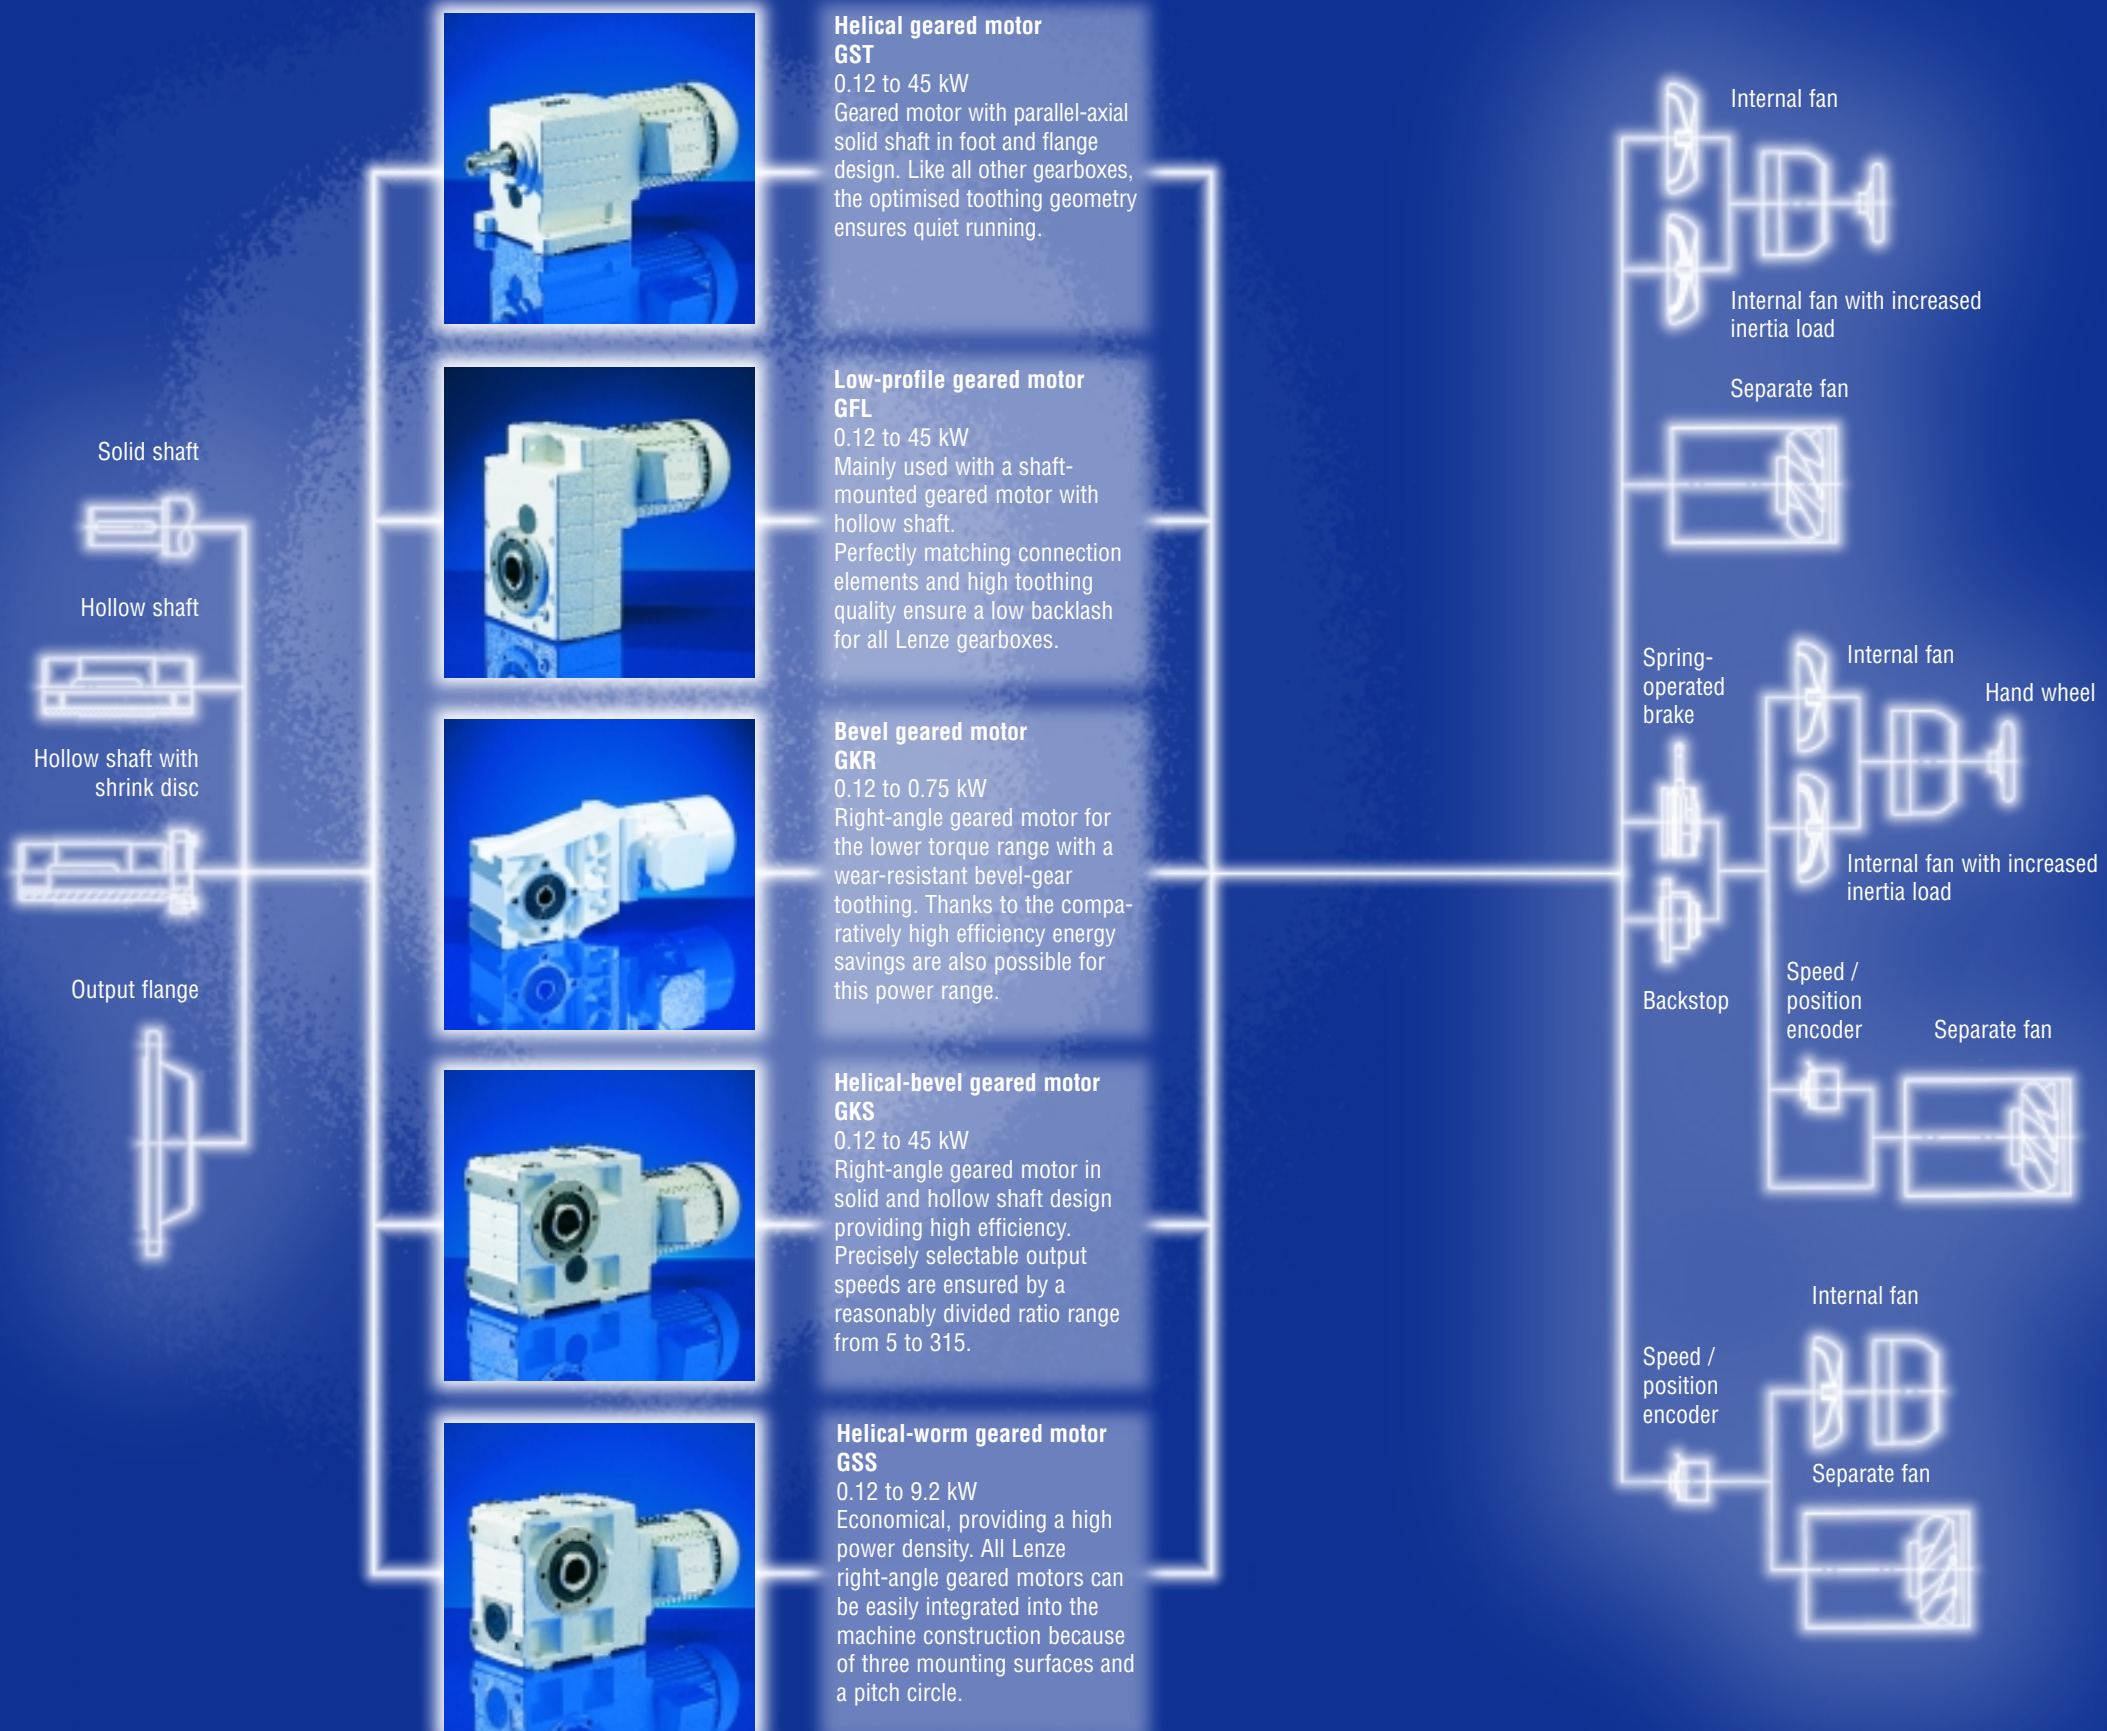 Solid shaft
Hollow shaft
Hollow shaft with
shrink disc
Output flange
Helical geared motor
GST
0.12 to 45 kW
Geared motor with parallel-axial
solid shaft in foot and flange
design. Like all other gearboxes,
the optimised toothing geometry
ensures quiet running.
Low-profile geared motor
GFL
0.12 to 45 kW
Mainly used with a shaft-
mounted geared motor with
hollow shaft.
Perfectly matching connection
elements and high toothing
quality ensure a low backlash
for all Lenze gearboxes.
Bevel geared motor
GKR
0.12 to 0.75 kW
Right-angle geared motor for
the lower torque range with a
wear-resistant bevel-gear
toothing. Thanks to the compa-
ratively high efficiency energy
savings are also possible for
this power range.
Helical-bevel geared motor
GKS
0.12 to 45 kW
Right-angle geared motor in
solid and hollow shaft design
providing high efficiency.
Precisely selectable output
speeds are ensured by a
reasonably divided ratio range
from 5 to 315.
Helical-worm geared motor
GSS
0.12 to 9.2 kW
Economical, providing a high
power density. All Lenze
right-angle geared motors can
be easily integrated into the
machine construction because
of three mounting surfaces and
a pitch circle.
Internal fan
Internal fan with increased
inertia load
Separate fan
Spring-
operated
brake
Internal fan
Hand wheel
Internal fan with increased
inertia load
Backstop
Speed /
position
encoder
Separate fan
Internal fan
Speed /
position
encoder
Separate fan